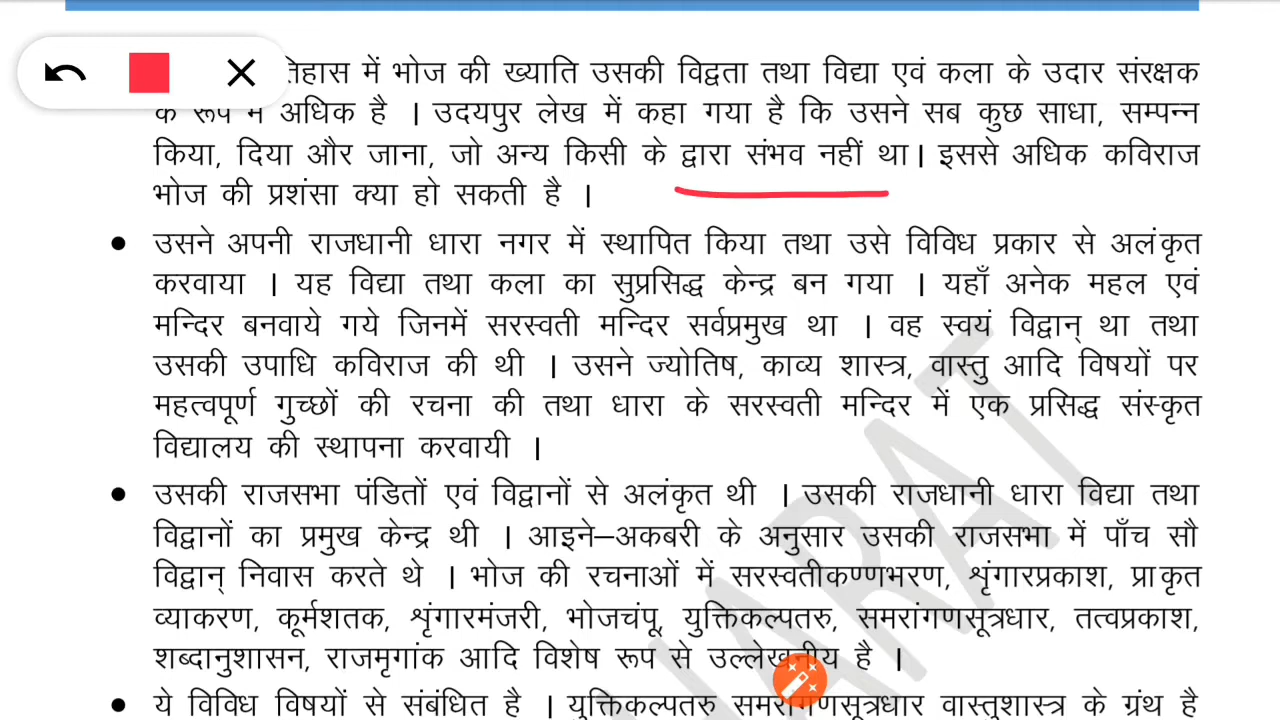 में भोज की ख्याति उसकी विद्वता तथा विद्या एवं कला के उदार संरक्षक
के रूप में अधिक है । उदयपुर लेख में कहा गया है कि उसने सब कुछ साधा, सम्पन्न
किया, दिया और जाना, जो अन्य किसी के द्वारा संभव नहीं था। इससे अधिक कविराज
भोज की प्रशंसा क्या हो सकती है ।
● उसने अपनी राजधानी धारा नगर में स्थापित किया तथा उसे विविध प्रकार से अलंकृत
करवाया । यह विद्या तथा कला का सुप्रसिद्ध केन्द्र बन गया । यहाँ अनेक महल एवं
मन्दिर बनवाये गये जिनमें सरस्वती मन्दिर सर्वप्रमुख था । वह स्वयं विद्वान् था तथा
उसकी उपाधि कविराज की थी । उसने ज्योतिष, काव्य शास्त्र, वास्तु आदि विषयों पर
महत्वपूर्ण गुच्छों की रचना की तथा धारा के सरस्वती मन्दिर में एक प्रसिद्ध संस्कृत
विद्यालय की स्थापना करवायी ।
● उसकी राजसभा पंडितों एवं विद्वानों से अलंकृत थी । उसकी राजधानी धारा विद्या तथा
विद्वानों का प्रमुख केन्द्र थी । आइने–अकबरी के अनुसार उसकी राजसभा में पाँच सौ
विद्वान् निवास करते थे । भोज की रचनाओं में सरस्वतीकण्णभरण, शृंगारप्रकाश, प्राकृत
व्याकरण, कूर्मशतक, शृंगारमंजरी, भोजचंपू, युक्तिकल्पतरु, समरांगणसूत्रधार, तत्वप्रकाश,
शब्दानुशासन, राजमृगांक आदि विशेष रूप से उल्लेखनीय है ।
● ये विविध विषयों से संबंधित है । युक्तिकल्पतरु समरांगणसूत्रधार वास्तुशास्त्र के ग्रंथ है